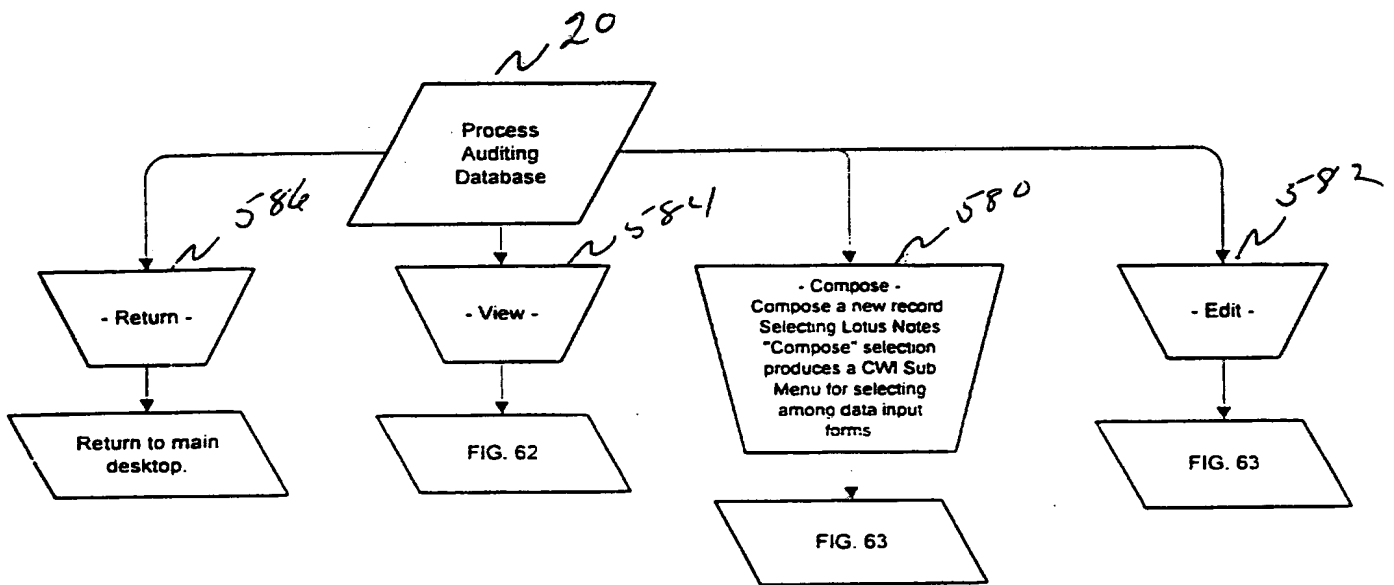 20
Process
Auditing
Database
586
584
580
582
- Return -
- View -
- Compose -
Compose a new record
Selecting Lotus Notes
"Compose" selection
produces a CWI Sub
Menu for selecting
among data input
forms
- Edit -
Return to main
desktop.
FIG. 62
FIG. 63
FIG. 63